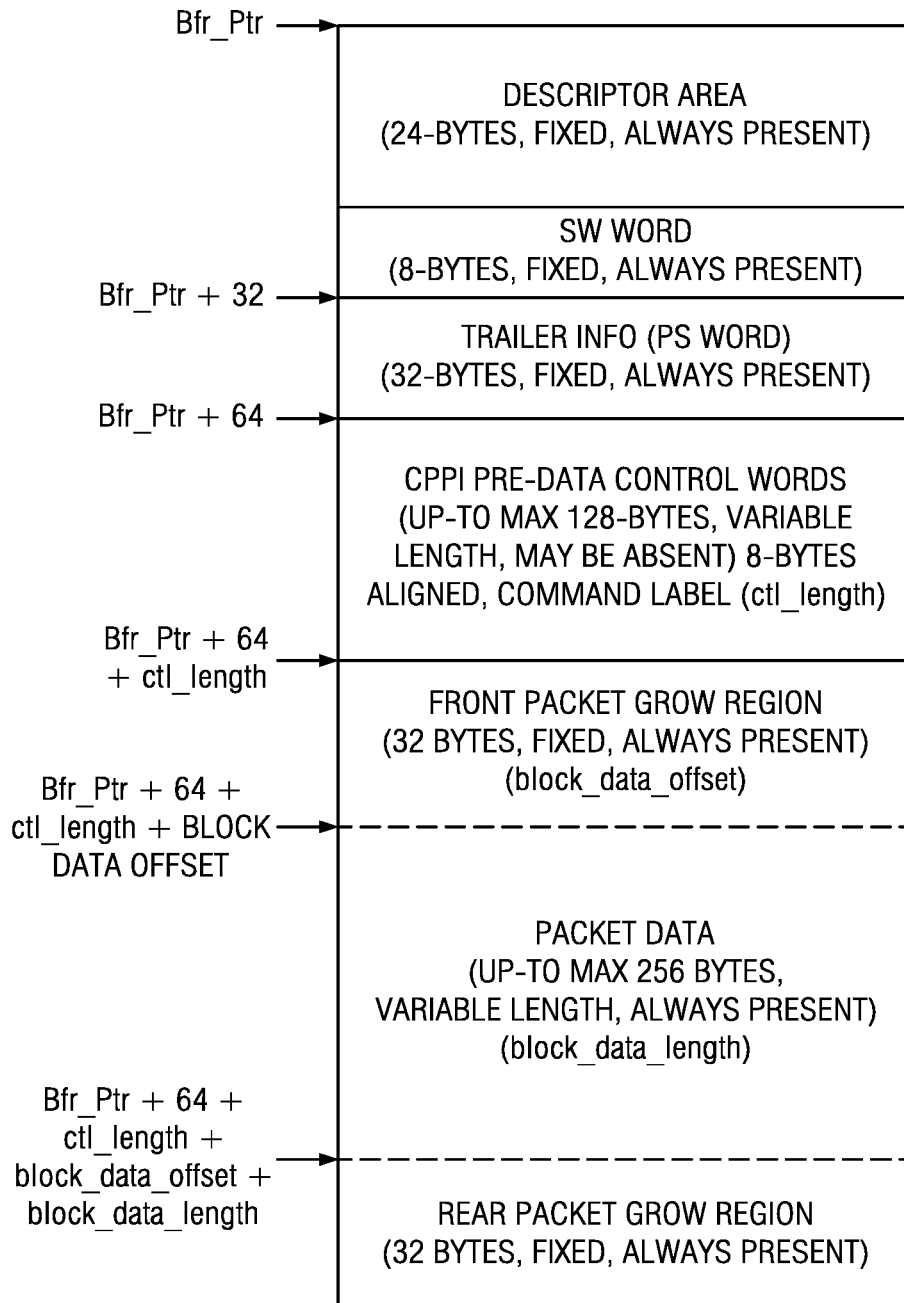 Bfr_Ptr
DESCRIPTOR AREA
(24-BYTES, FIXED, ALWAYS PRESENT)
SW WORD
(8-BYTES, FIXED, ALWAYS PRESENT)
Bfr_Ptr + 32
TRAILER INFO (PS WORD)
(32-BYTES, FIXED, ALWAYS PRESENT)
Bfr_Ptr + 64
CPPI PRE-DATA CONTROL WORDS
(UP-TO MAX 128-BYTES, VARIABLE
LENGTH, MAY BE ABSENT) 8-BYTES
ALIGNED, COMMAND LABEL (ctl_length)
Bfr_Ptr + 64
+ ctl_length
FRONT PACKET GROW REGION
(32 BYTES, FIXED, ALWAYS PRESENT)
(block_data_offset)
Bfr_Ptr + 64 +
ctl_length + BLOCK
DATA OFFSET
PACKET DATA
(UP-TO MAX 256 BYTES,
VARIABLE LENGTH, ALWAYS PRESENT)
(block_data_length)
Bfr_Ptr + 64 +
ctl_length +
block_data_offset +
block_data_length
REAR PACKET GROW REGION
(32 BYTES, FIXED, ALWAYS PRESENT)